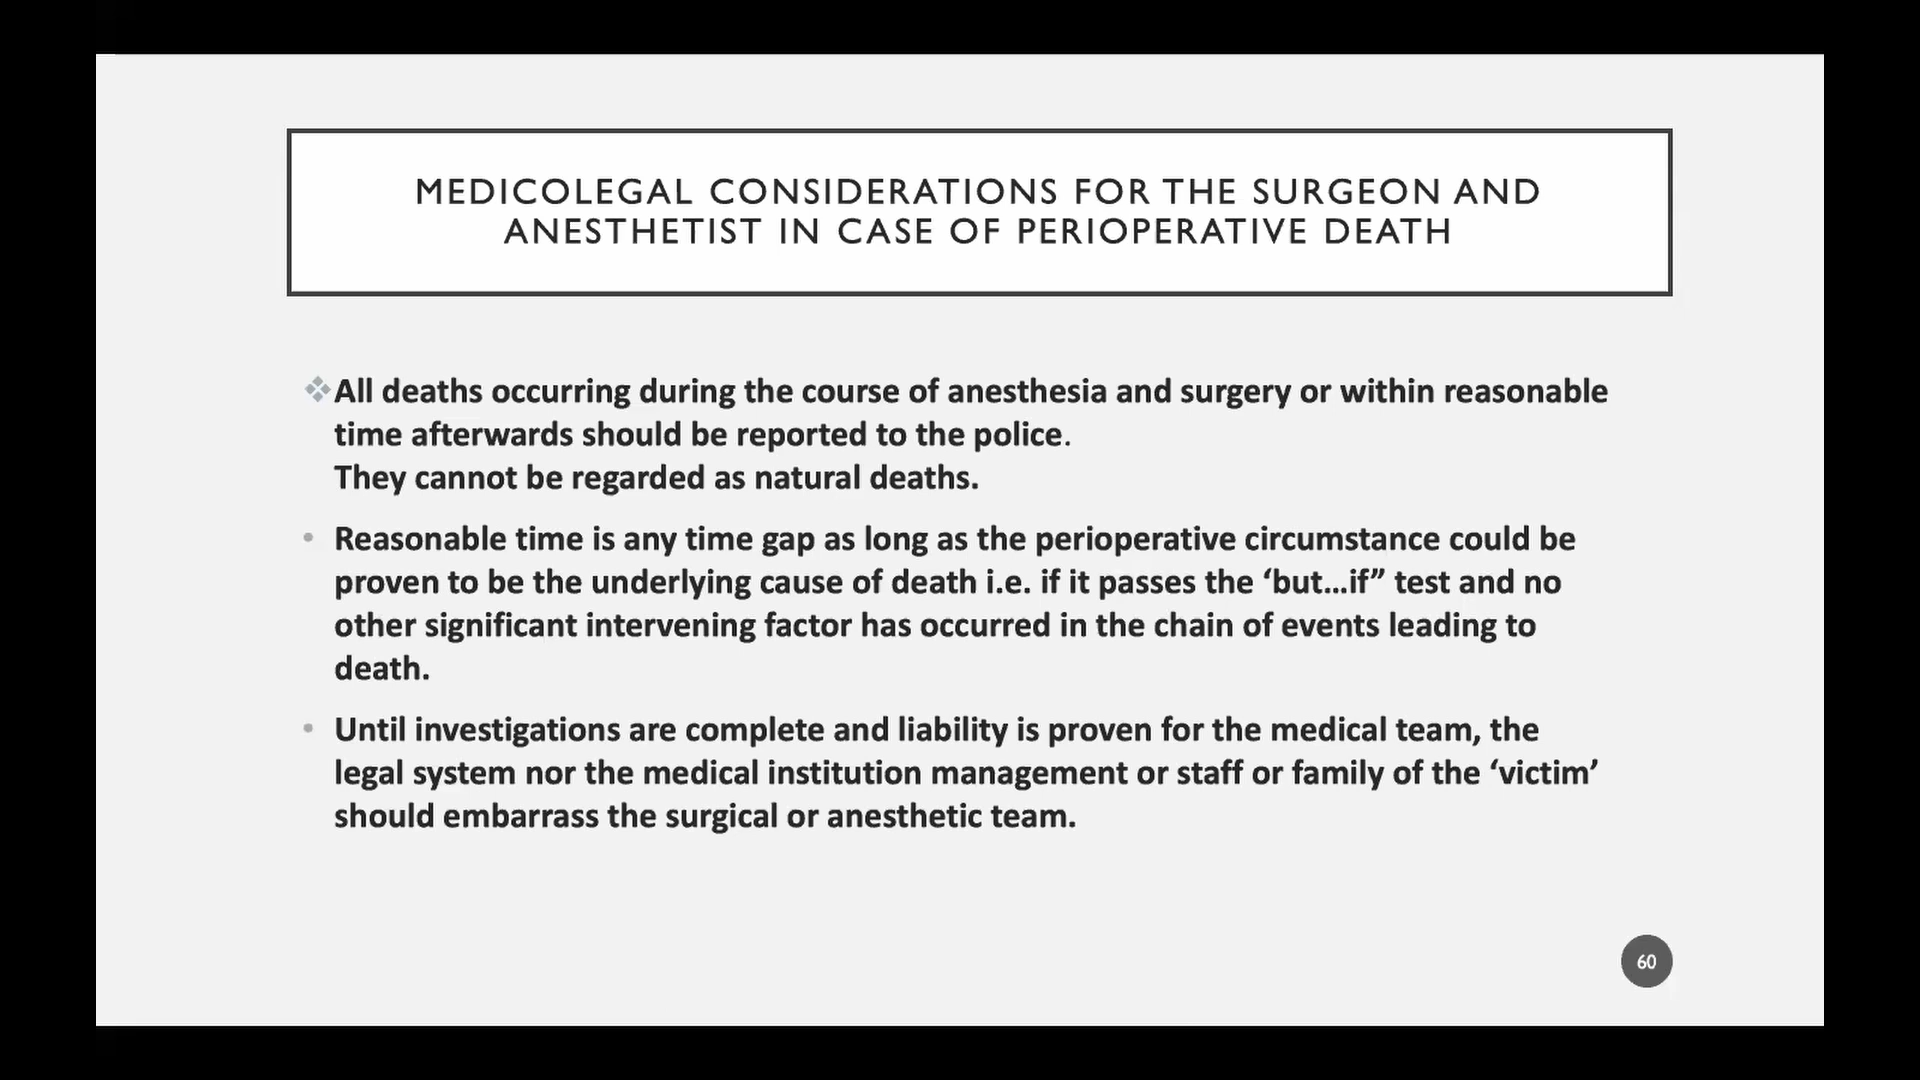 MEDICOLEGAL CONSIDERATIONS FOR THE SURGEON AND
ANESTHETIST IN CASE OF PERIOPERATIVE DEATH
All deaths occurring during the course of anesthesia and surgery or within reasonable
time afterwards should be reported to the police.
They cannot be regarded as natural deaths.
• Reasonable time is any time gap as long as the perioperative circumstance could be
proven to be the underlying cause of death i.e. if it passes the ‘but…if” test and no
other significant intervening factor has occurred in the chain of events leading to
death.
• Until investigations are complete and liability is proven for the medical team, the
legal system nor the medical institution management or staff or family of the ‘victim’
should embarrass the surgical or anesthetic team.
60